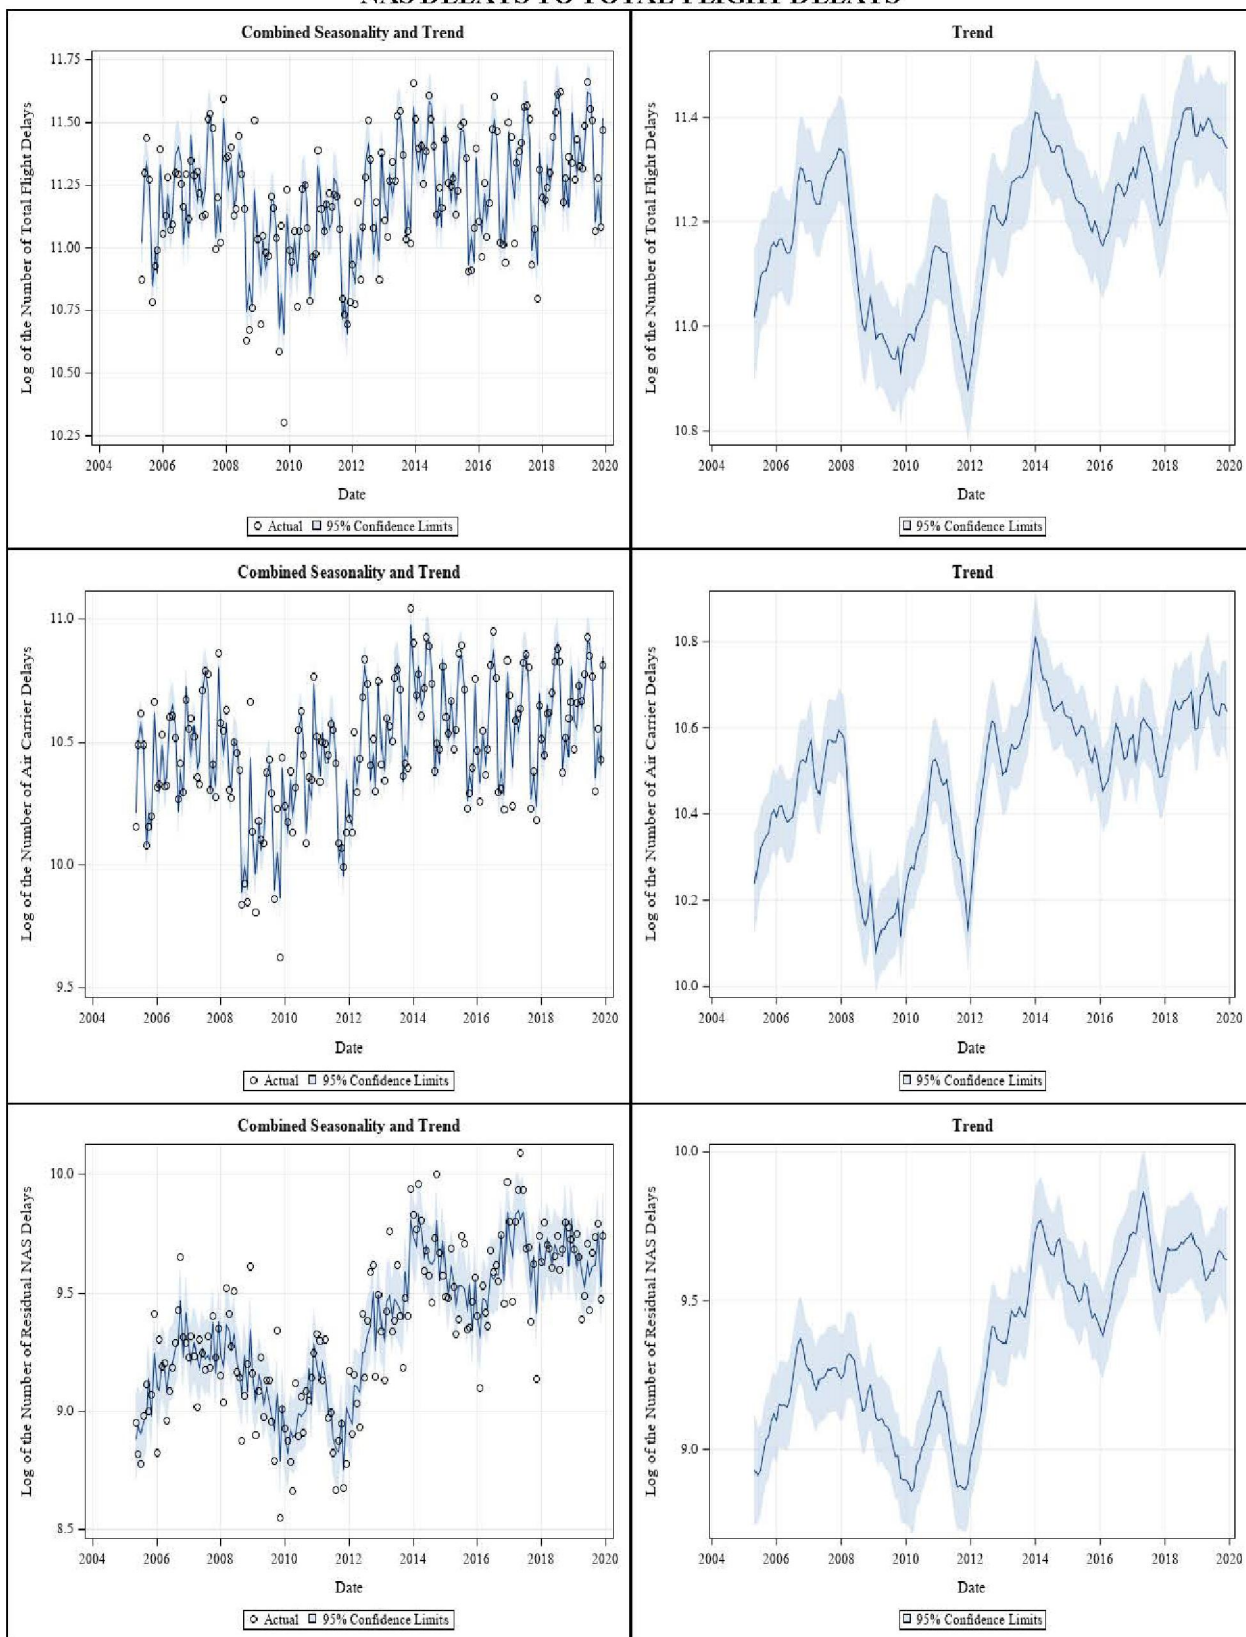 NAS DELAYS TO TOTAL FLIGHT DELAYS
Combined Seasonality and Trend
Log of the Number of Total Flight Delays
11.75
11.50
11.25
11.00
10.75
10.50
10.25
2004 2006 2008 2010 2012 2014 2016 2018 2020
Date
Actual 95% Confidence Limits
Trend
Log of the Number of Total Flight Delays
11.4
11.2
11.0
10.8
2004 2006 2008 2010 2012 2014 2016 2018 2020
Date
95% Confidence Limits
Combined Seasonality and Trend
Log of the Number of Air Carrier Delays
11.0
10.5
10.0
9.5
2004 2006 2008 2010 2012 2014 2016 2018 2020
Date
Actual 95% Confidence Limits
Trend
Log of the Number of Air Carrier Delays
10.8
10.6
10.4
10.2
10.0
2004 2006 2008 2010 2012 2014 2016 2018 2020
Date
95% Confidence Limits
Combined Seasonality and Trend
Log of the Number of Residual NAS Delays
10.0
9.5
9.0
8.5
2004 2006 2008 2010 2012 2014 2016 2018 2020
Date
Actual 95% Confidence Limits
Trend
Log of the Number of Residual NAS Delays
10.0
9.5
9.0
2004 2006 2008 2010 2012 2014 2016 2018 2020
Date
95% Confidence Limits